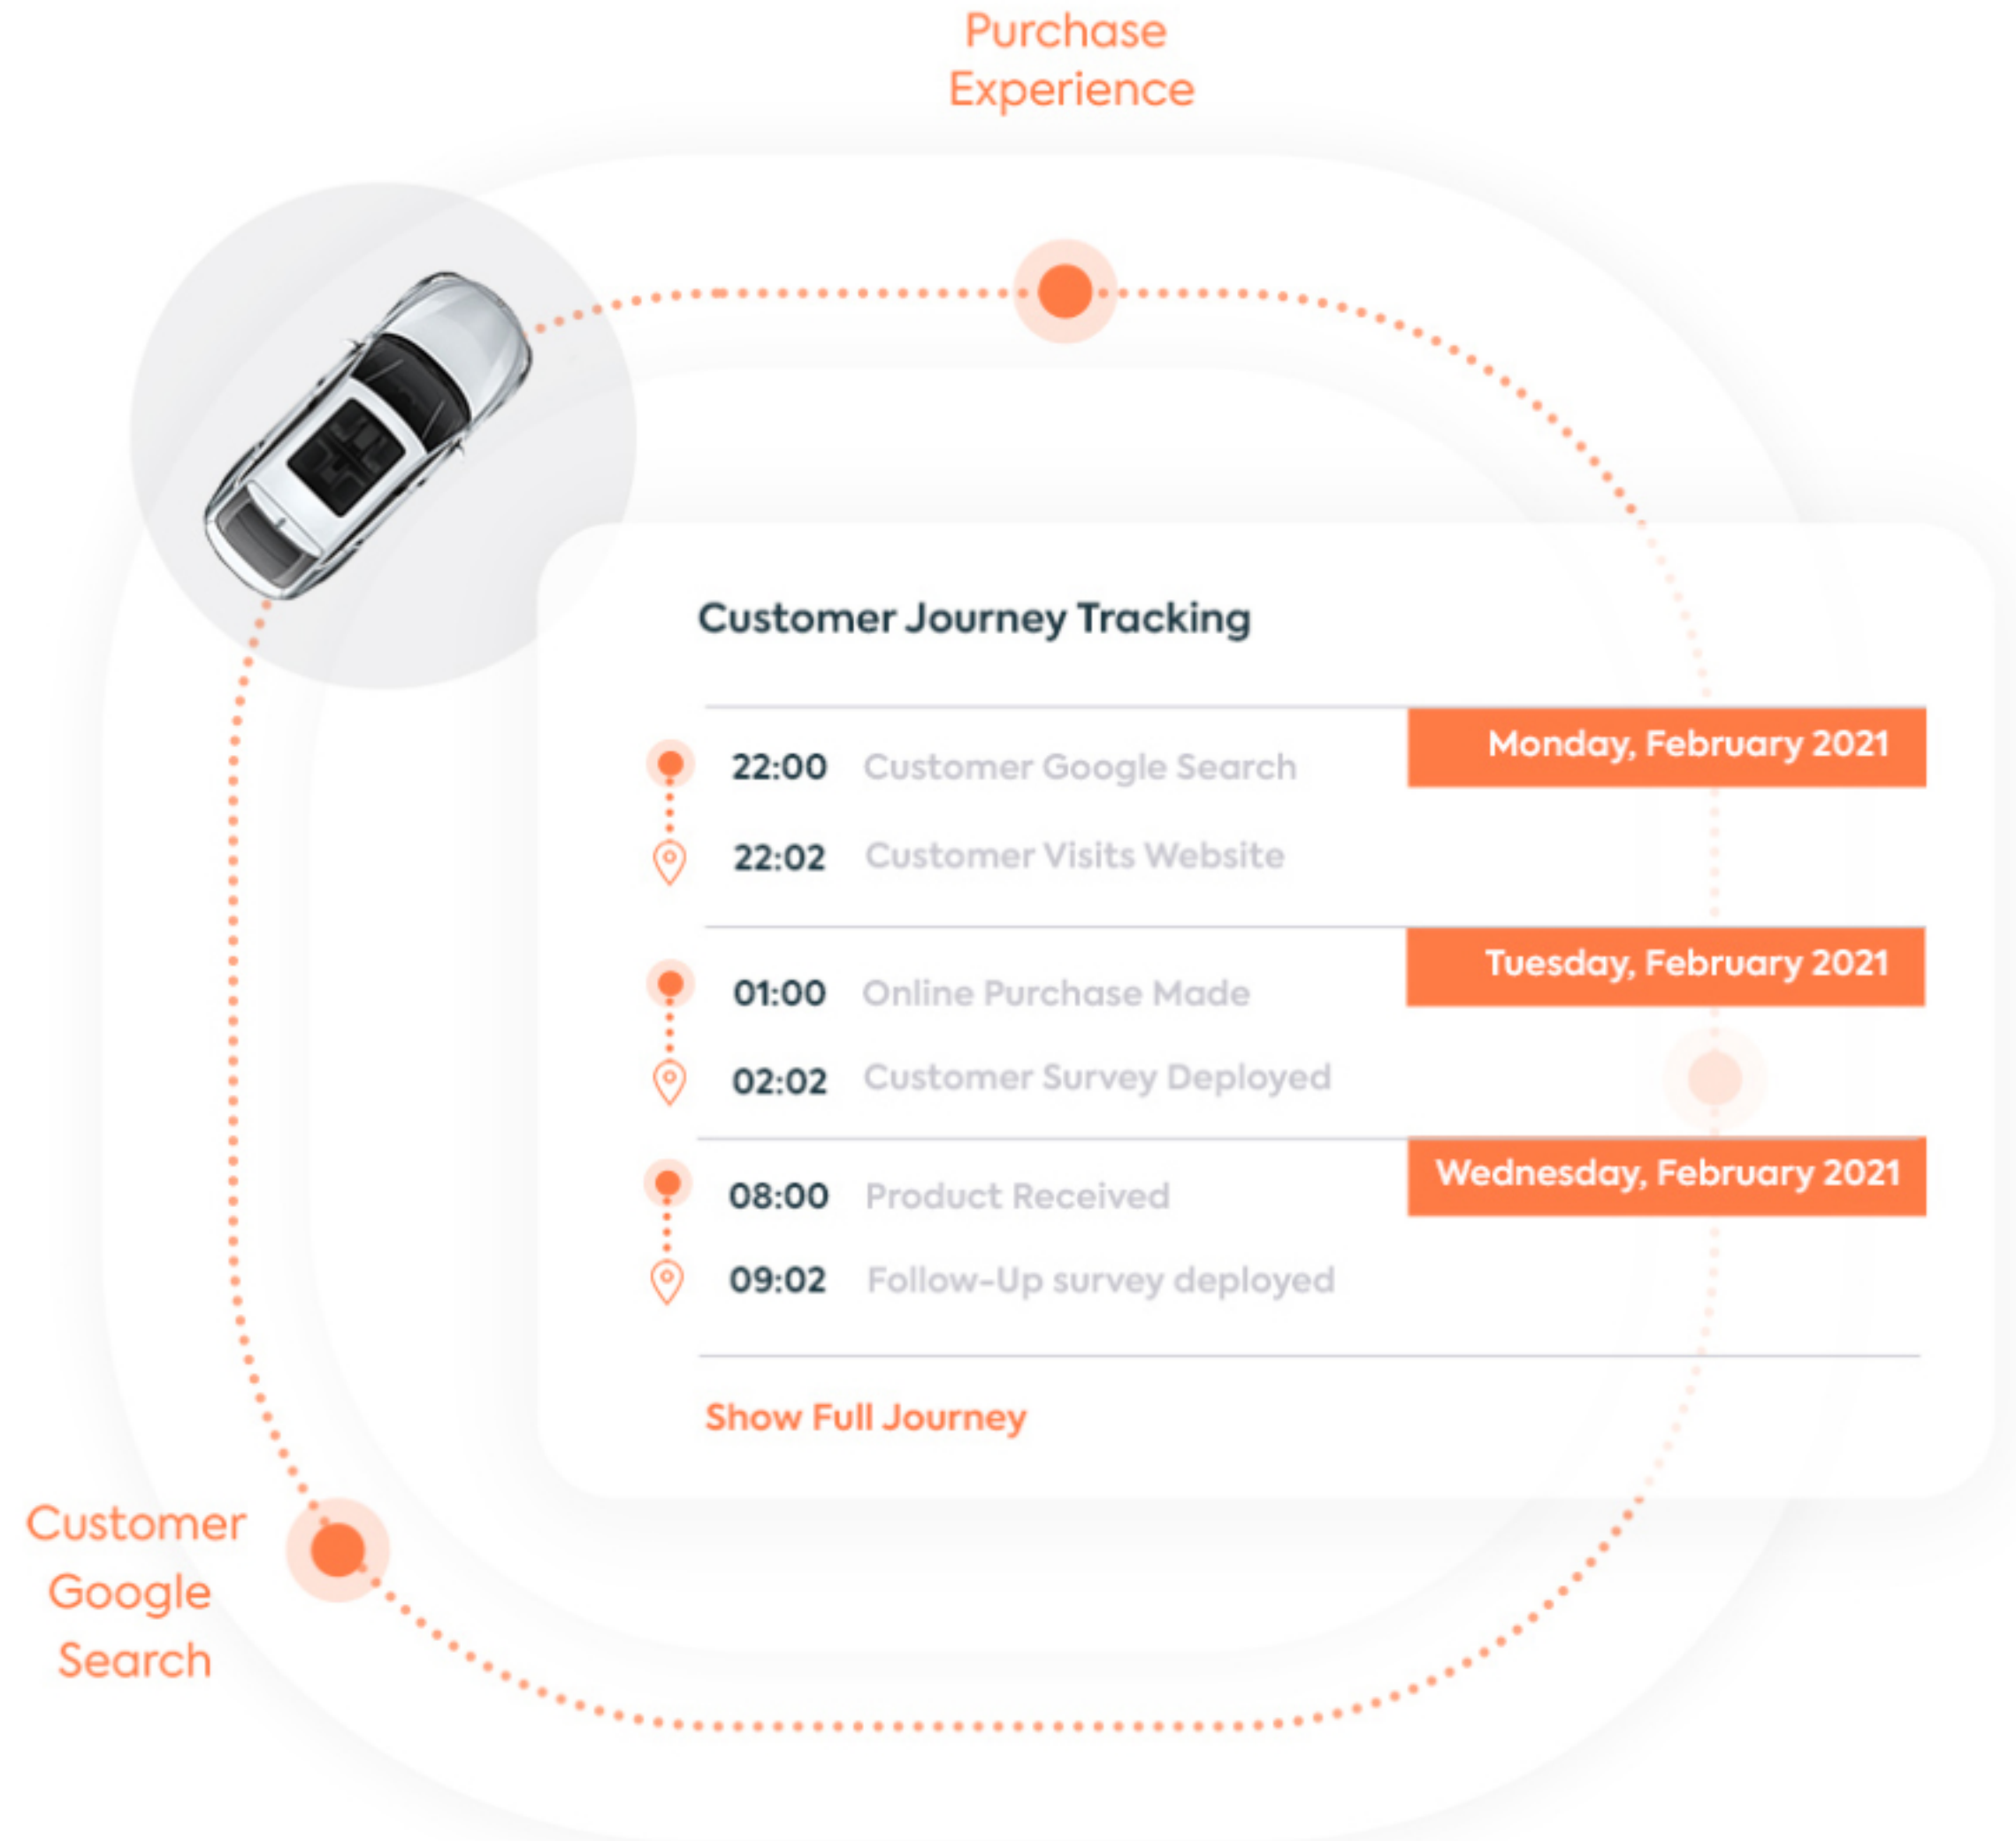 Purchase
Experience
Customer Journey Tracking
Monday, February 2021
22:00 Customer Google Search
22:02 Customer Visits Website
Tuesday, February 2021
01:00 Online Purchase Made
02:02 Customer Survey Deployed
Wednesday, February 2021
08:00 Product Received
09:02 Follow-Up survey deployed
Show Full Journey
Customer
Google
Search